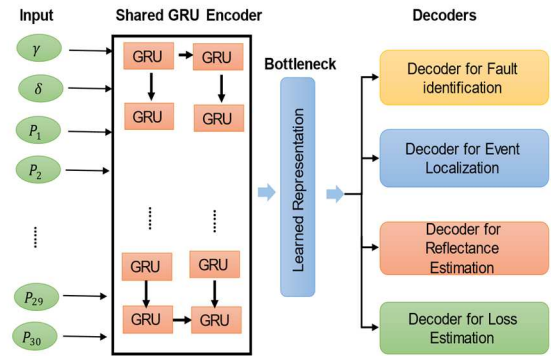 Input
Shared GRU Encoder
Decoders
γ
δ
P₁
P₂
P₂₉
P₃₀
GRU GRU
GRU GRU
GRU GRU
GRU GRU
Bottleneck
Learned Representation
Decoder for Fault
identification
Decoder for Event
Localization
Decoder for
Reflectance
Estimation
Decoder for Loss
Estimation